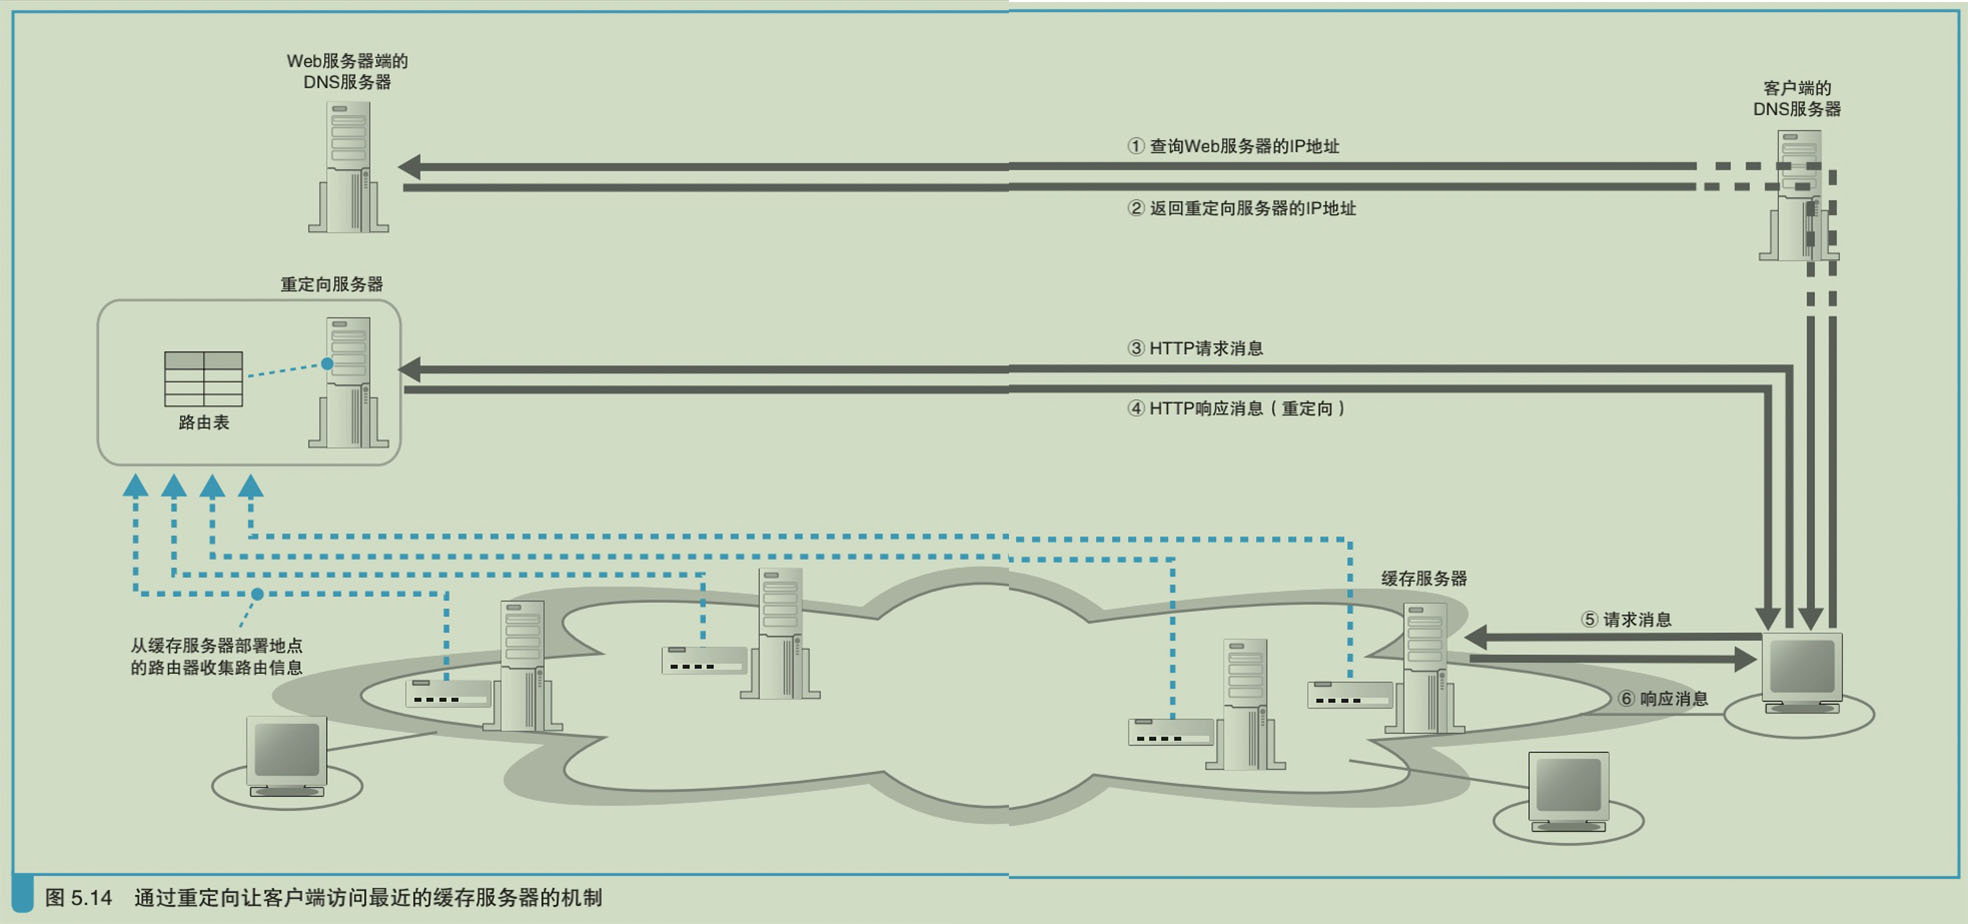 Web服务器端的
DNS服务器
客户端的
DNS服务器
① 查询Web服务器的IP地址
② 返回重定向服务器的IP地址
重定向服务器
路由表
③ HTTP请求消息
④ HTTP响应消息（重定向）
从缓存服务器部署地点
的路由器收集路由信息
缓存服务器
⑤ 请求消息
⑥ 响应消息
图 5.14 通过重定向让客户端访问最近的缓存服务器的机制